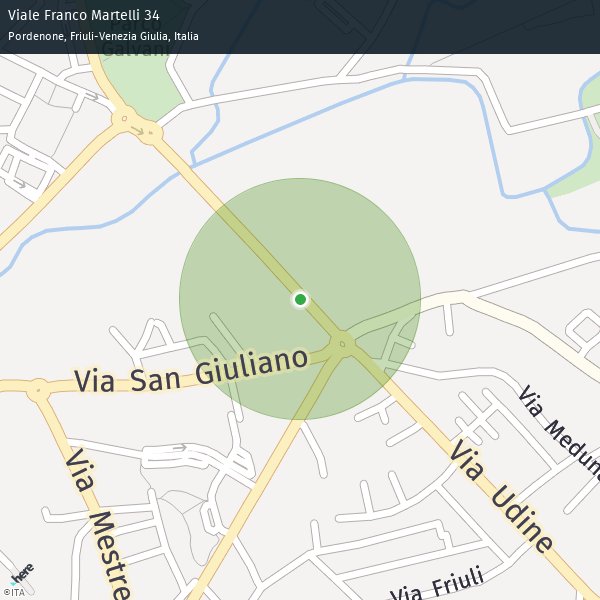 Viale Franco Martelli 34
Pordenone, Friuli-Venezia Giulia, Italia
Parco
Galvani
Via San Giuliano
Via Meduna
Via Udine
Via Mestre
Via Friuli
here
©ITA